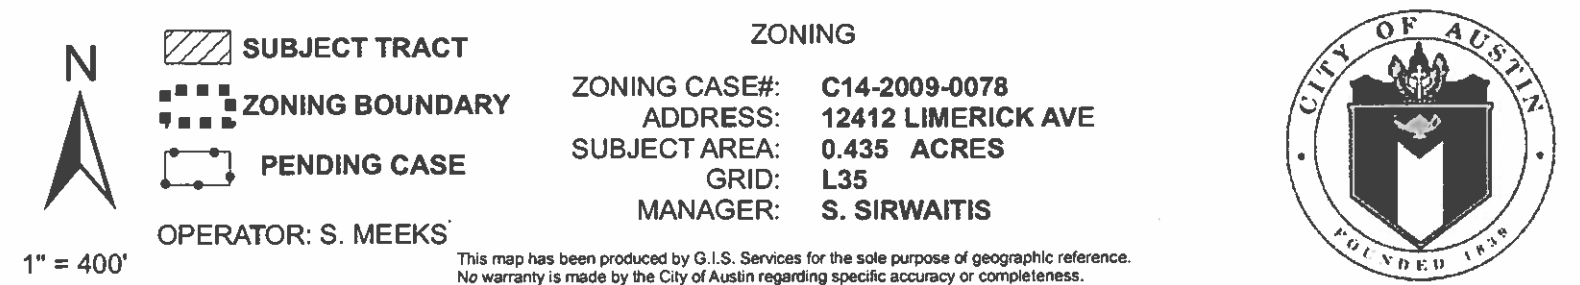 N
1" = 400'
SUBJECT TRACT
ZONING BOUNDARY
PENDING CASE
OPERATOR: S. MEEKS
ZONING
ZONING CASE#: C14-2009-0078
ADDRESS: 12412 LIMERICK AVE
SUBJECT AREA: 0.435 ACRES
GRID: L35
MANAGER: S. SIRWAITIS
This map has been produced by G.I.S. Services for the sole purpose of geographic reference.
No warranty is made by the City of Austin regarding specific accuracy or completeness.
CITY OF AUSTIN
FOUNDED 1839